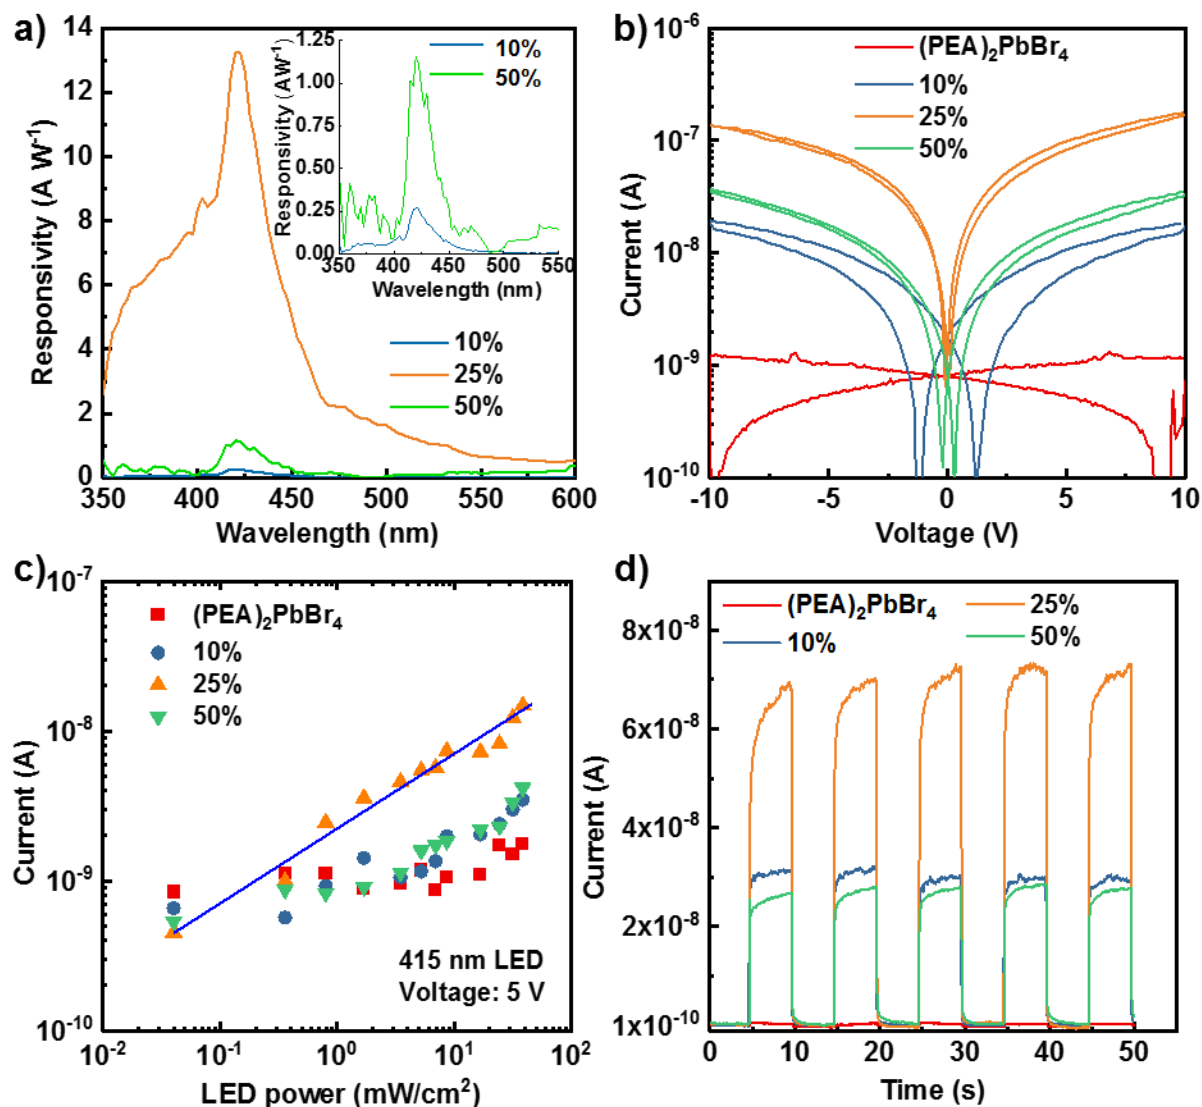 a)
Responsivity (A W⁻¹)
14
12
10
8
6
4
2
0
350
400
450
500
550
600
Wavelength (nm)
10%
25%
50%
Responsivity (AW⁻¹)
1.25
1.00
0.75
0.50
0.25
0.00
350
400
450
500
550
Wavelength (nm)
10%
50%
b)
Current (A)
10⁻⁶
10⁻⁷
10⁻⁸
10⁻⁹
10⁻¹⁰
-10
-5
0
5
10
Voltage (V)
(PEA)₂PbBr₄
10%
25%
50%
c)
Current (A)
10⁻⁷
10⁻⁸
10⁻⁹
10⁻¹⁰
10⁻²
10⁻¹
10⁰
10¹
10²
LED power (mW/cm²)
(PEA)₂PbBr₄
10%
25%
50%
415 nm LED
Voltage: 5 V
d)
Current (A)
8x10⁻⁸
6x10⁻⁸
4x10⁻⁸
2x10⁻⁸
1x10⁻¹⁰
0
10
20
30
40
50
Time (s)
(PEA)₂PbBr₄
10%
25%
50%